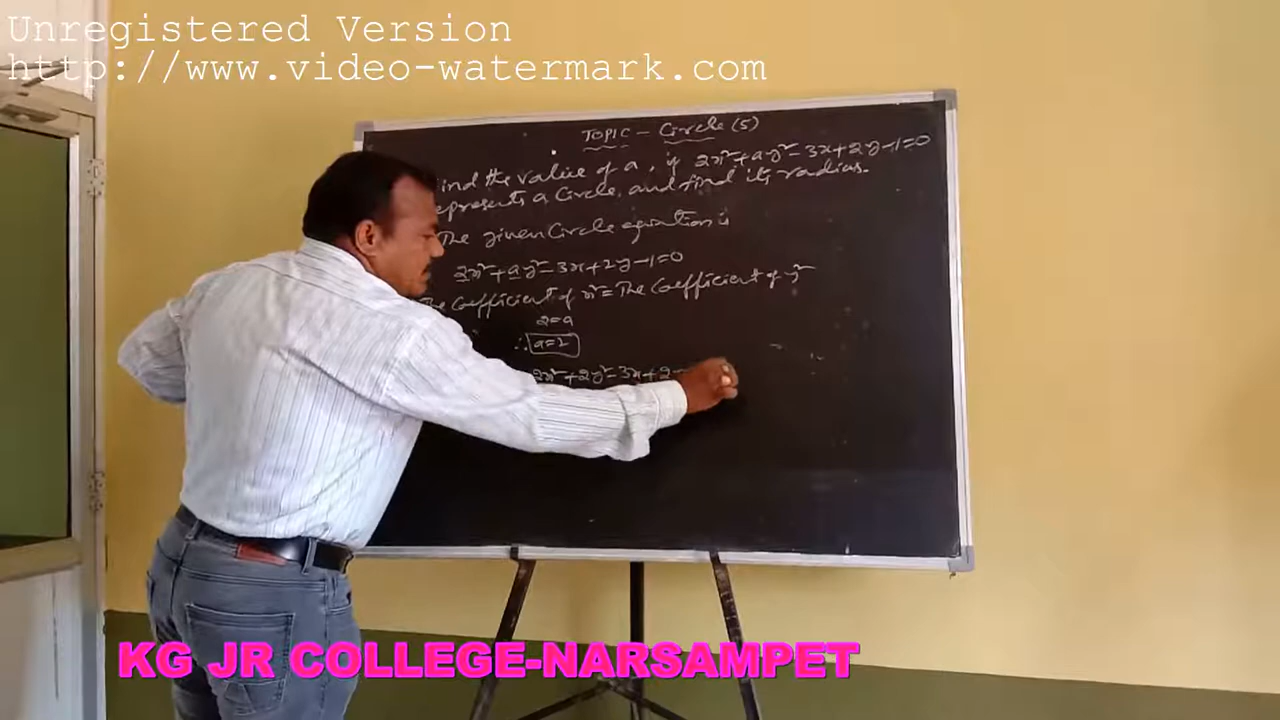 Unregistered Version
http://www.video-watermark.com
TOPIC - Circle (5)
ind the value of a, if 2x²+ay²-3x+2y-1=0
epresents a Circle, and find its radius.
The given Circle equation is
2x²+ay²-3x+2y-1=0
The Coefficient of x² = The Coefficient of y²
2=a
∴ a=2
2x²+2y²-3x+2
KG JR COLLEGE-NARSAMPET